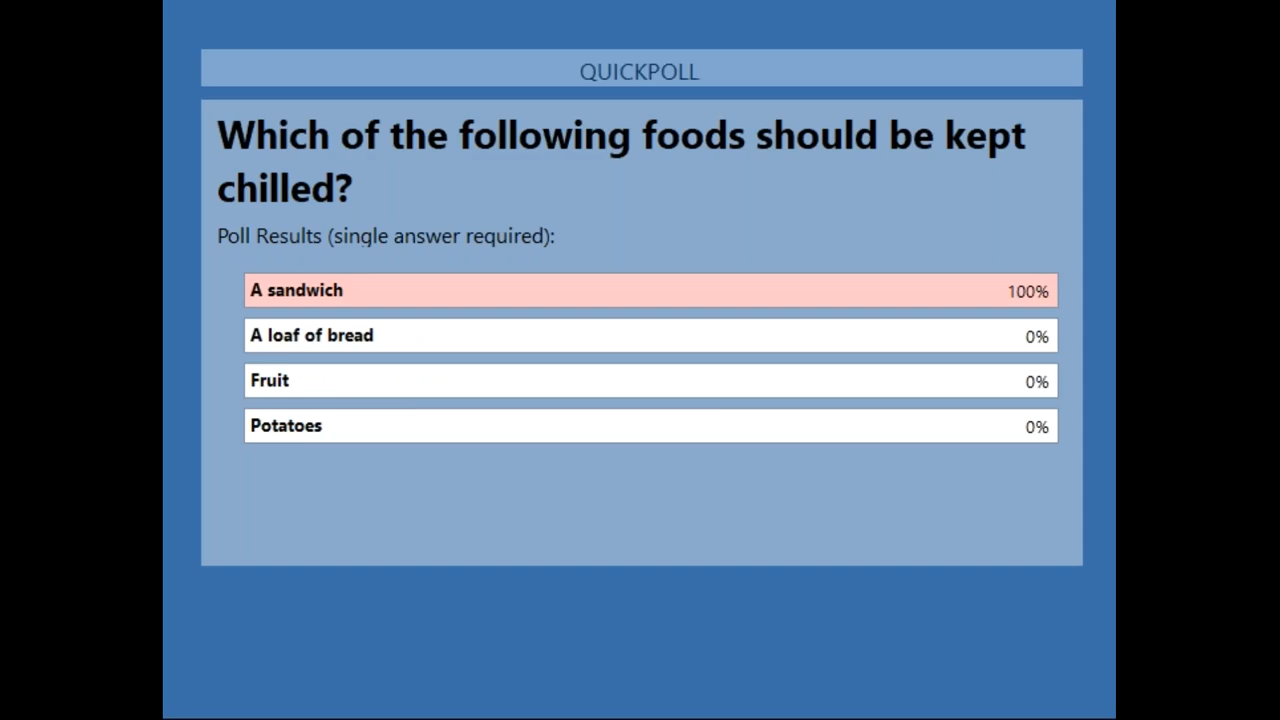 QUICKPOLL
Which of the following foods should be kept
chilled?
Poll Results (single answer required):
A sandwich 100%
A loaf of bread 0%
Fruit 0%
Potatoes 0%